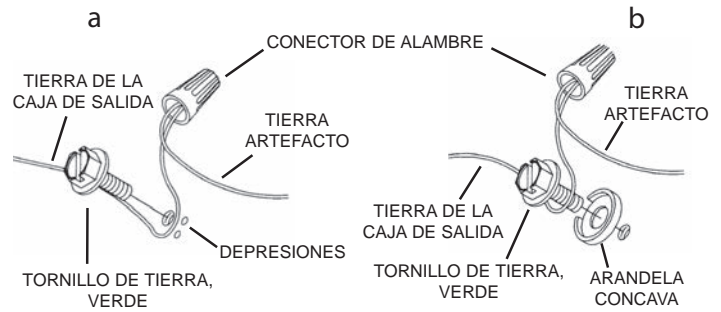 a
CONECTOR DE ALAMBRE
TIERRA DE LA
CAJA DE SALIDA
TIERRA
ARTEFACTO
DEPRESIONES
TORNILLO DE TIERRA,
VERDE
b
TIERRA
ARTEFACTO
TIERRA DE LA
CAJA DE SALIDA
TORNILLO DE TIERRA,
VERDE
ARANDELA
CONCAVA